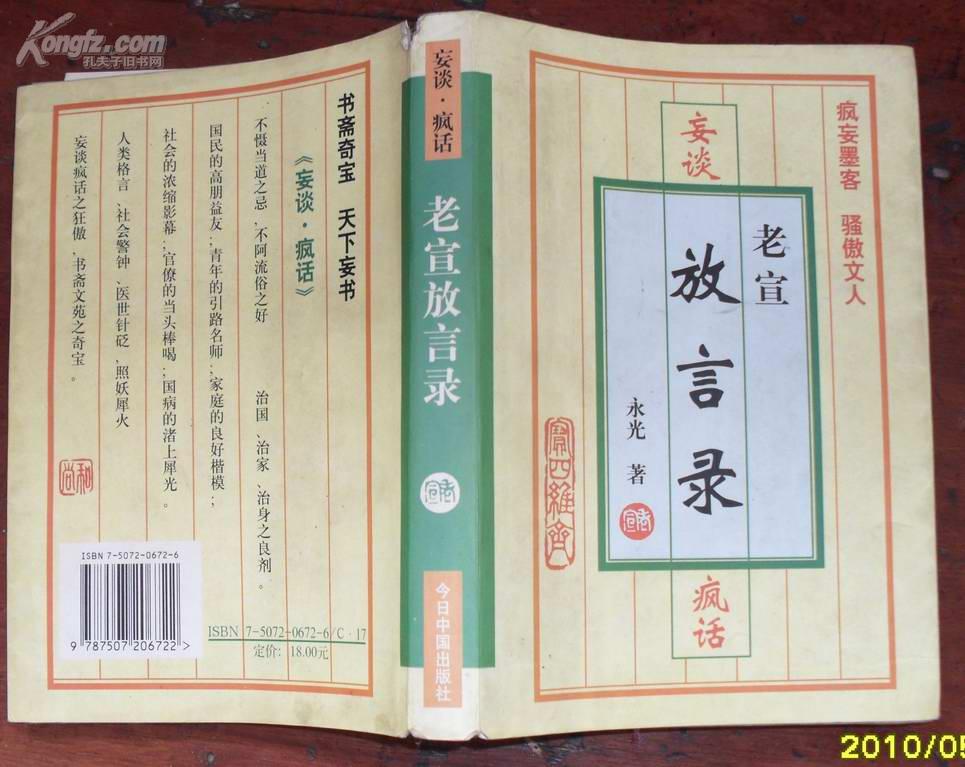 Kongfz.com
孔夫子旧书网
书斋奇宝 天下妄书
《妄谈·疯话》
不慑当道之忌,不阿流俗之好 治国、治家、治身之良剂。
国民的高朋益友;青年的引路名师;家庭的良好楷模;
社会的浓缩影幕;官僚的当头棒喝;国病的渚上犀光。
人类格言、社会警钟、医世针砭、照妖犀火
妄谈疯话之狂傲,书斋文苑之奇宝。
和尚
ISBN 7-5072-0672-6
9 787507 206722 >
ISBN 7-5072-0672-6/C·17
定价:18.00元
妄谈·疯话
老宣放言录
老宣
今日中国出版社
疯妄墨客 骚傲文人
妄谈
老宣
放言录
永光 著
老宣
疯话
2010/05